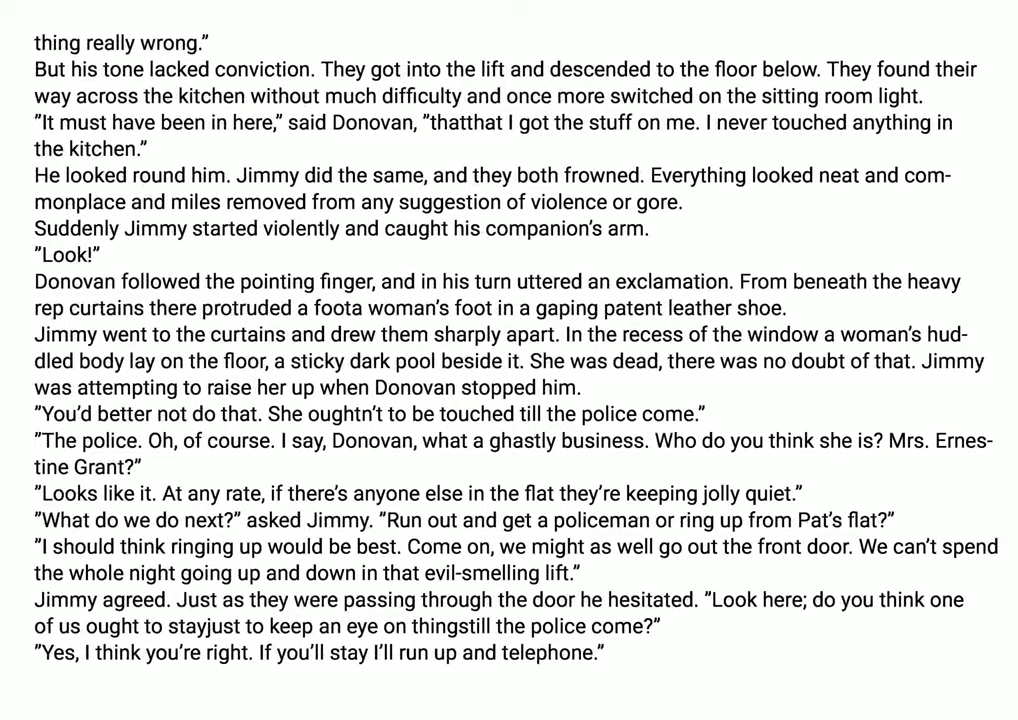 thing really wrong.”
But his tone lacked conviction. They got into the lift and descended to the floor below. They found their
way across the kitchen without much difficulty and once more switched on the sitting room light.
”It must have been in here,” said Donovan, ”thatthat I got the stuff on me. I never touched anything in
the kitchen.”
He looked round him. Jimmy did the same, and they both frowned. Everything looked neat and com-
monplace and miles removed from any suggestion of violence or gore.
Suddenly Jimmy started violently and caught his companion’s arm.
”Look!”
Donovan followed the pointing finger, and in his turn uttered an exclamation. From beneath the heavy
rep curtains there protruded a foota woman’s foot in a gaping patent leather shoe.
Jimmy went to the curtains and drew them sharply apart. In the recess of the window a woman’s hud-
dled body lay on the floor, a sticky dark pool beside it. She was dead, there was no doubt of that. Jimmy
was attempting to raise her up when Donovan stopped him.
”You’d better not do that. She oughtn’t to be touched till the police come.”
”The police. Oh, of course. I say, Donovan, what a ghastly business. Who do you think she is? Mrs. Ernes-
tine Grant?”
”Looks like it. At any rate, if there’s anyone else in the flat they’re keeping jolly quiet.”
”What do we do next?” asked Jimmy. ”Run out and get a policeman or ring up from Pat’s flat?”
”I should think ringing up would be best. Come on, we might as well go out the front door. We can’t spend
the whole night going up and down in that evil-smelling lift.”
Jimmy agreed. Just as they were passing through the door he hesitated. ”Look here; do you think one
of us ought to stayjust to keep an eye on thingstill the police come?”
”Yes, I think you’re right. If you’ll stay I’ll run up and telephone.”